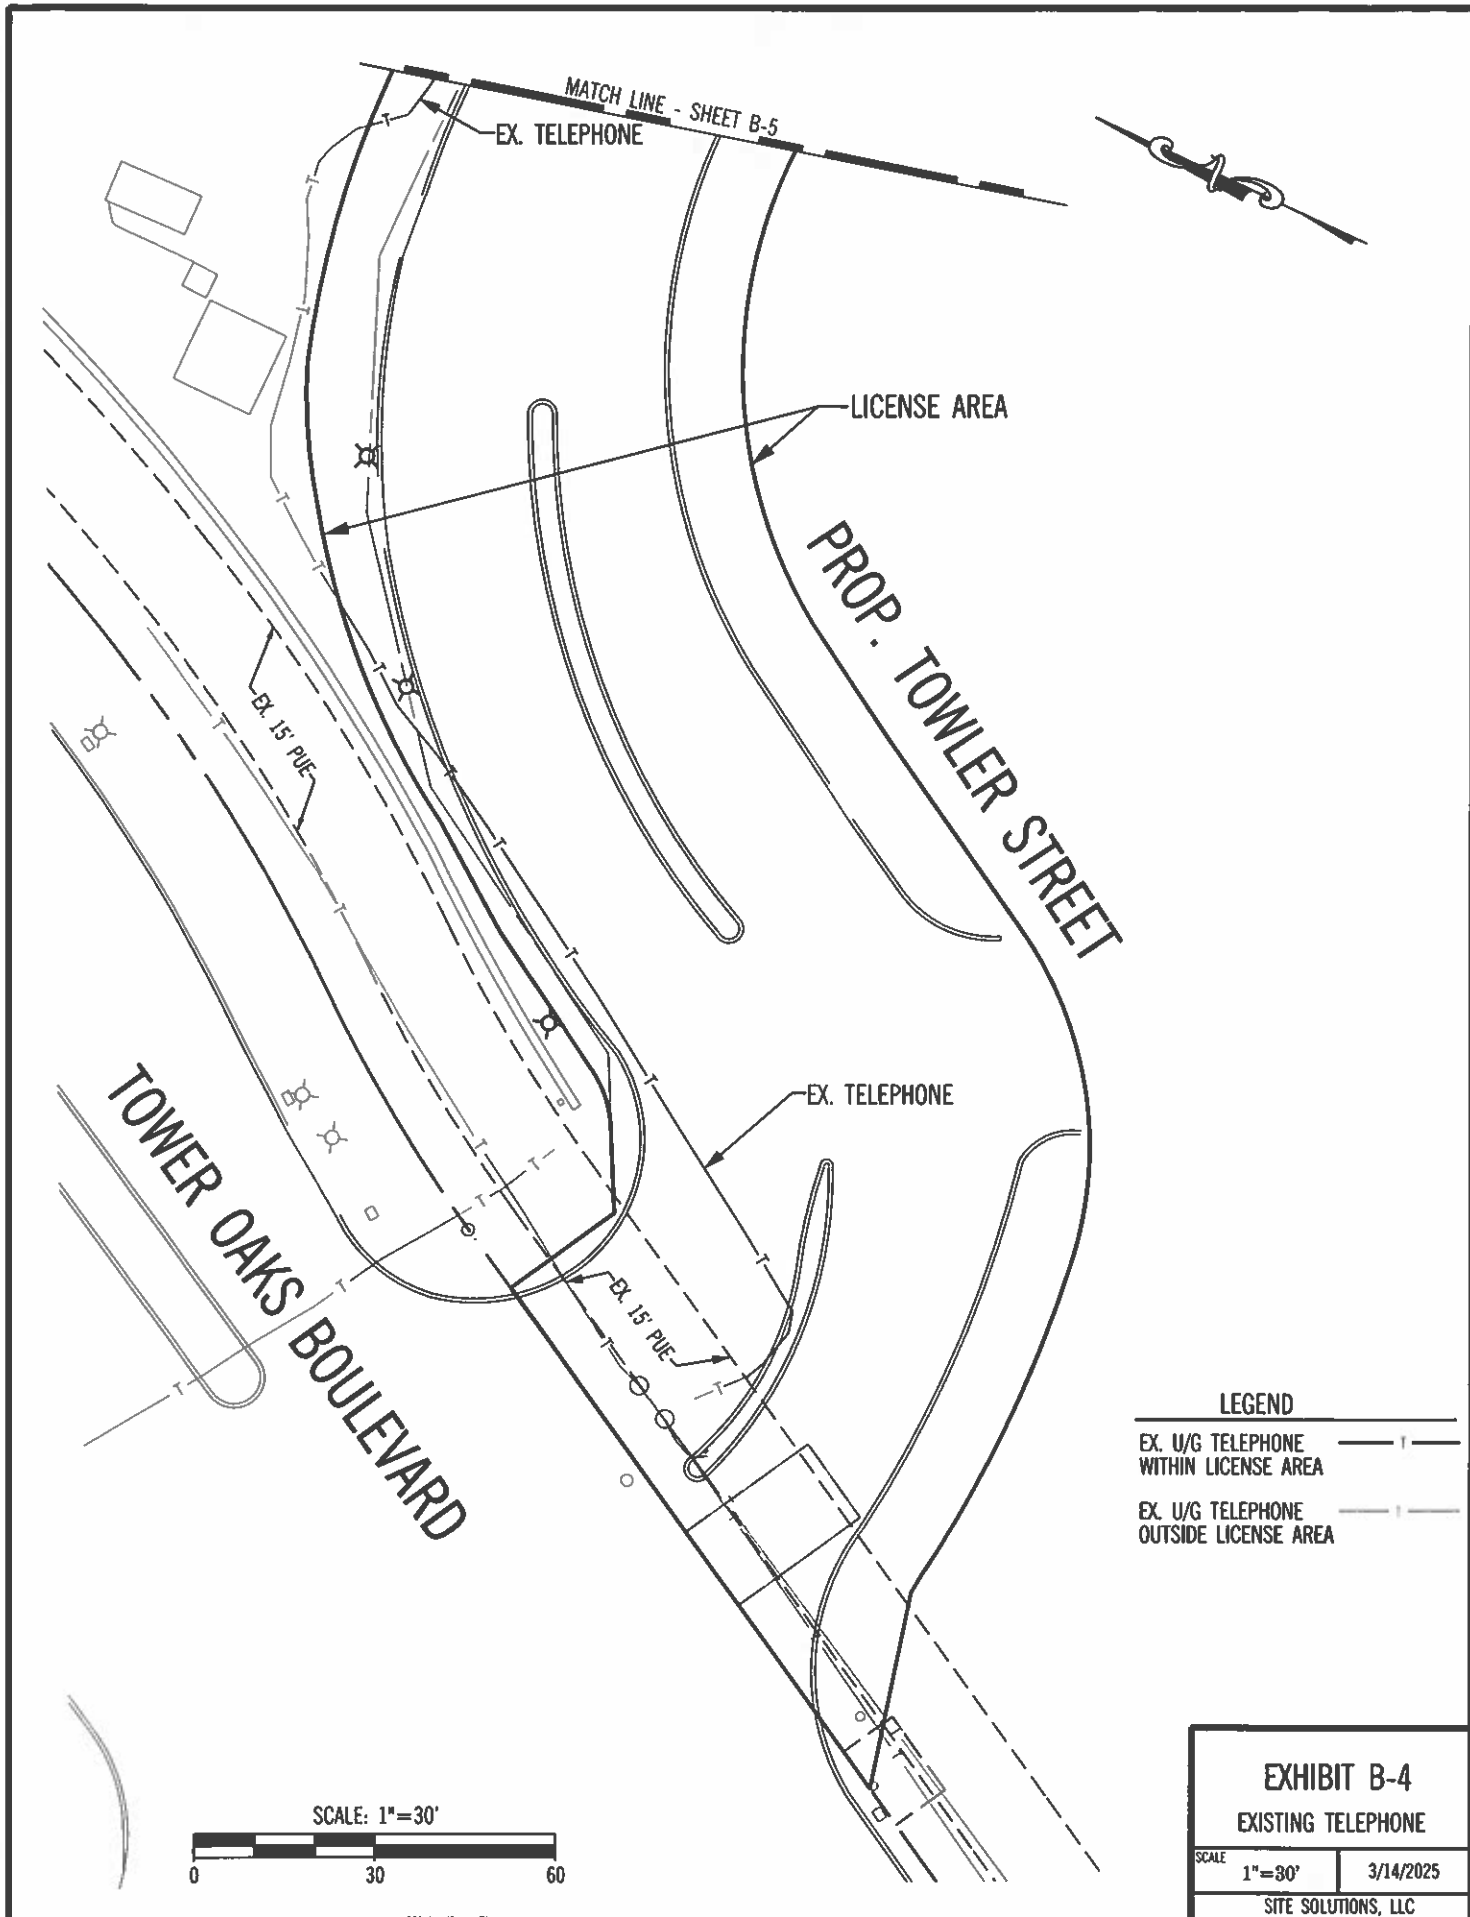 MATCH LINE - SHEET B-5
EX. TELEPHONE
LICENSE AREA
PROP. TOWLER STREET
EX. 15' PUE
EX. TELEPHONE
TOWER OAKS BOULEVARD
EX. 15' PUE
LEGEND
EX. U/G TELEPHONE
WITHIN LICENSE AREA
T
EX. U/G TELEPHONE
OUTSIDE LICENSE AREA
T
SCALE: 1"=30'
0 30 60
EXHIBIT B-4
EXISTING TELEPHONE
SCALE
1"=30'
3/14/2025
SITE SOLUTIONS, LLC